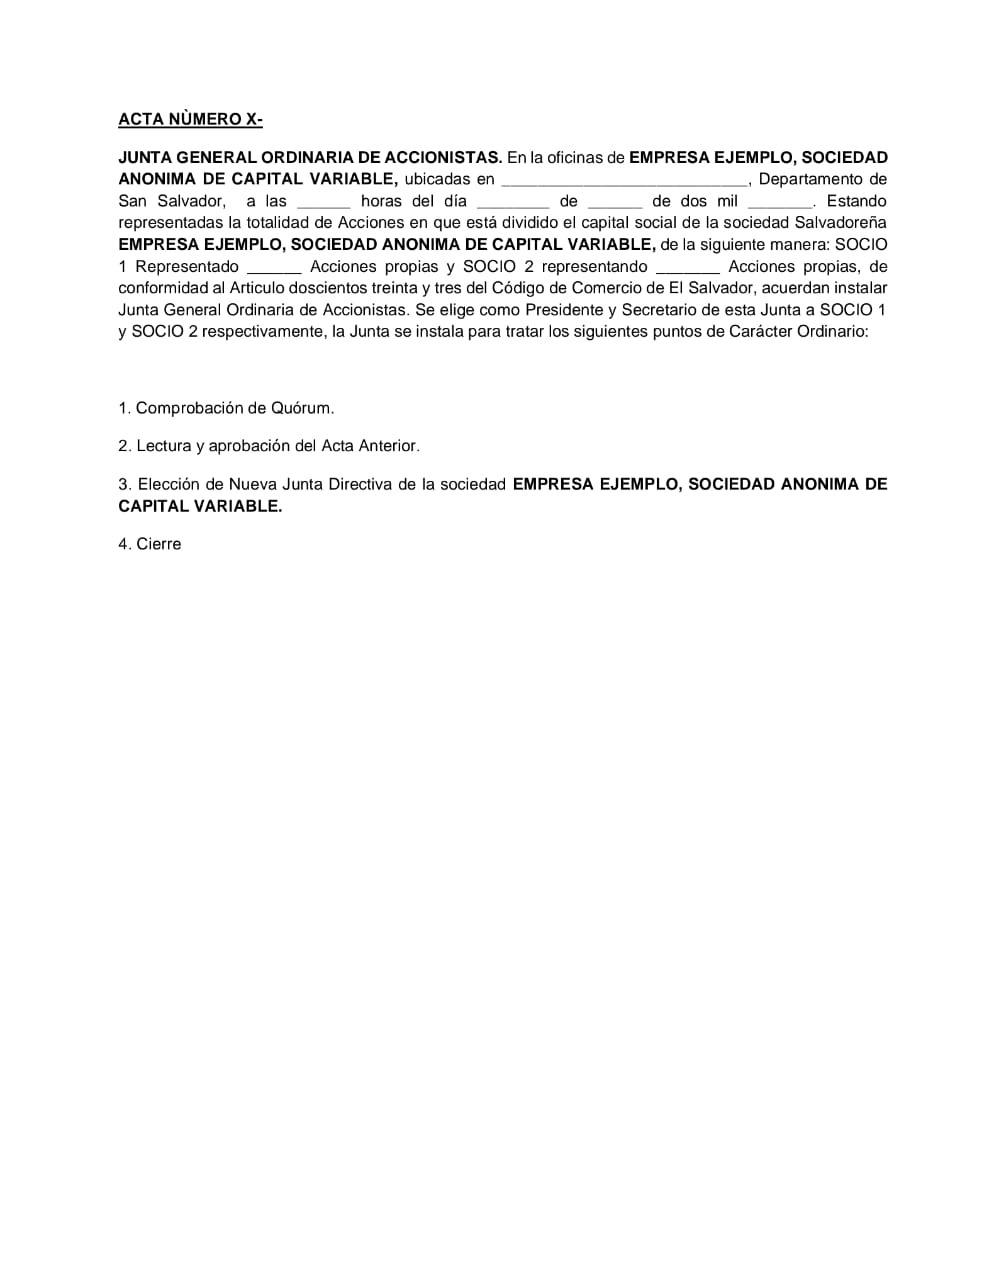 ACTA NÙMERO X-
JUNTA GENERAL ORDINARIA DE ACCIONISTAS. En la oficinas de EMPRESA EJEMPLO, SOCIEDAD
ANONIMA DE CAPITAL VARIABLE, ubicadas en ___________________________, Departamento de
San Salvador, a las ______ horas del día ________ de ______ de dos mil _______. Estando
representadas la totalidad de Acciones en que está dividido el capital social de la sociedad Salvadoreña
EMPRESA EJEMPLO, SOCIEDAD ANONIMA DE CAPITAL VARIABLE, de la siguiente manera: SOCIO
1 Representado ______ Acciones propias y SOCIO 2 representando _______ Acciones propias, de
conformidad al Articulo doscientos treinta y tres del Código de Comercio de El Salvador, acuerdan instalar
Junta General Ordinaria de Accionistas. Se elige como Presidente y Secretario de esta Junta a SOCIO 1
y SOCIO 2 respectivamente, la Junta se instala para tratar los siguientes puntos de Carácter Ordinario:
1. Comprobación de Quórum.
2. Lectura y aprobación del Acta Anterior.
3. Elección de Nueva Junta Directiva de la sociedad EMPRESA EJEMPLO, SOCIEDAD ANONIMA DE
CAPITAL VARIABLE.
4. Cierre